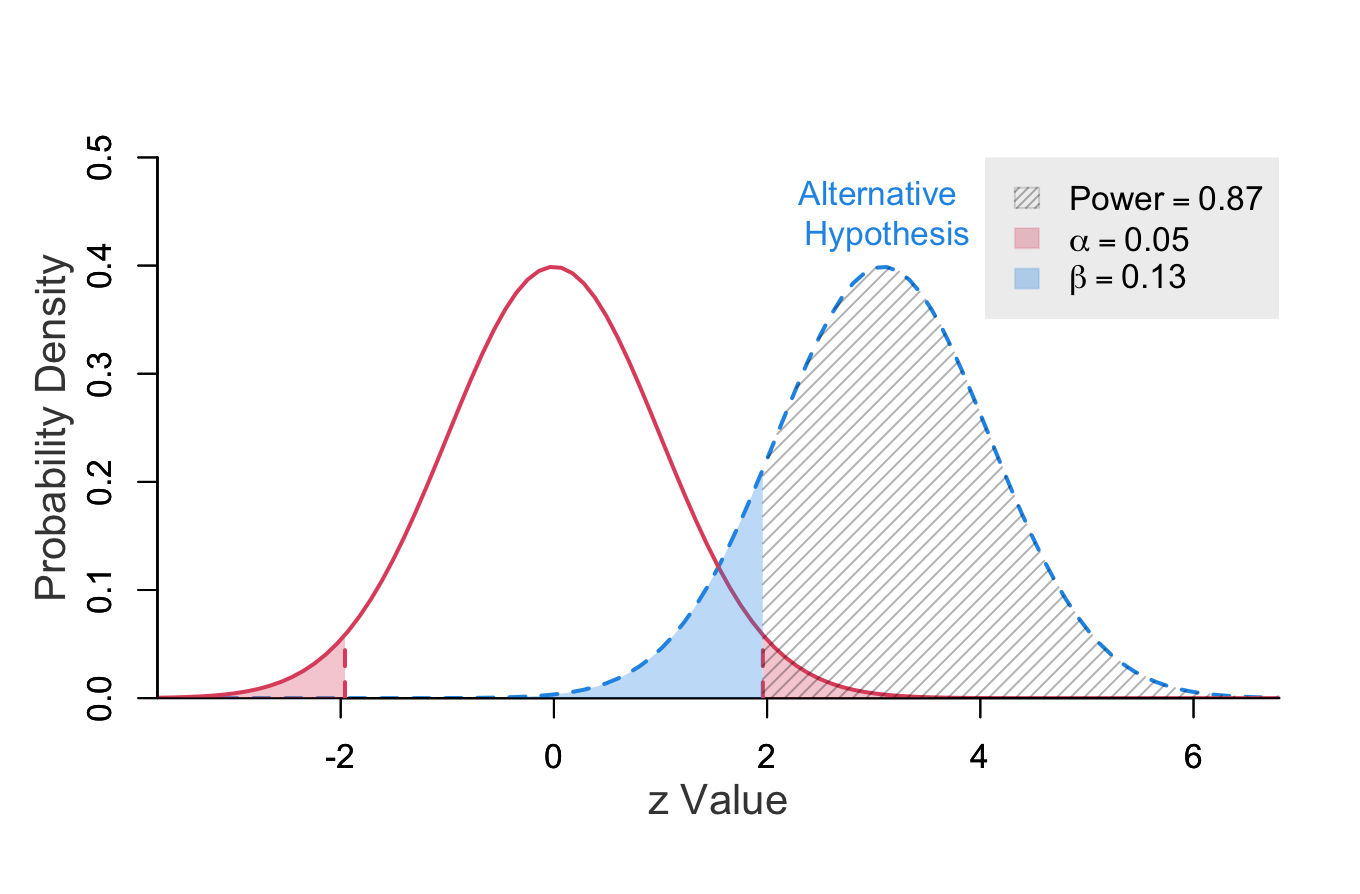 Alternative
Hypothesis
Power = 0.87
α = 0.05
β = 0.13
Probability Density
0.5
0.4
0.3
0.2
0.1
0.0
-2 0 2 4 6
z Value